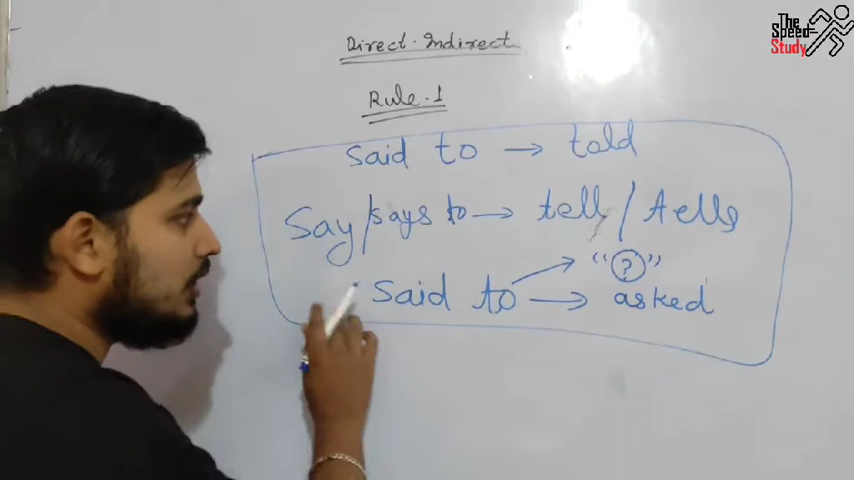 The
Speed
Study
Direct-Indirect
Rule-1
Said to → told
Say/says to → tell/tells
"?"
Said to → asked